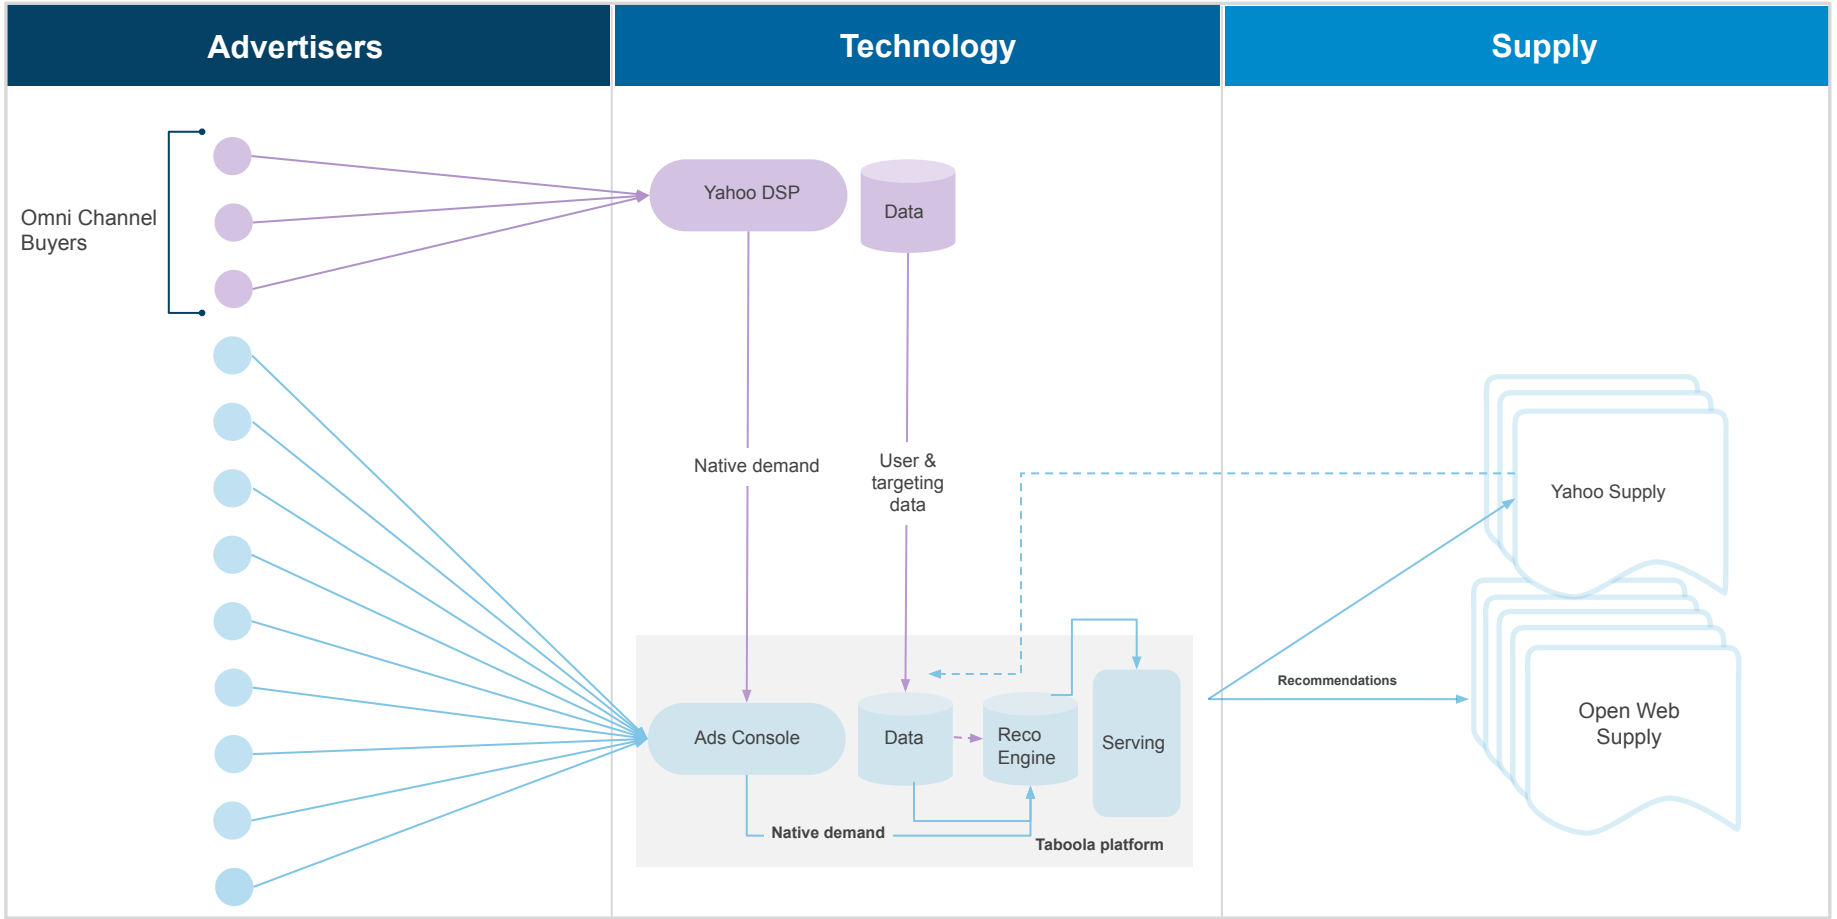 Advertisers
Technology
Supply
Omni Channel
Buyers
Yahoo DSP
Data
Native demand
User &
targeting
data
Yahoo Supply
Recommendations
Open Web
Supply
Ads Console
Data
Reco
Engine
Serving
Native demand
Taboola platform